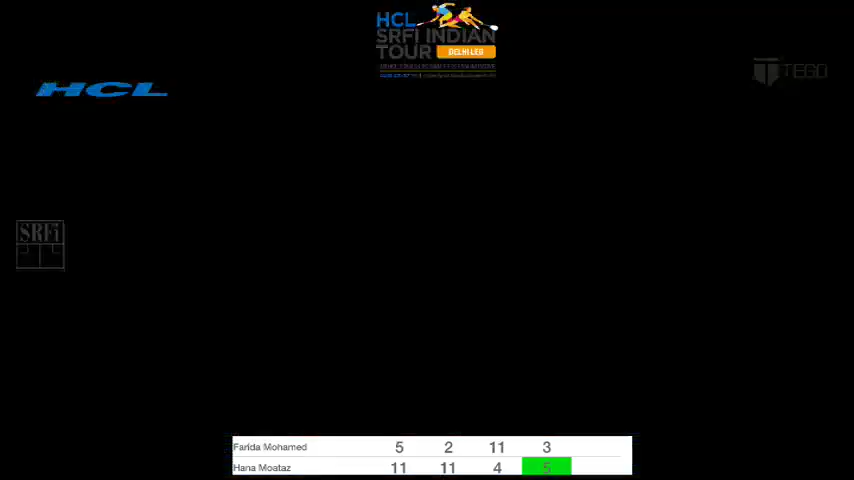 HCL
SRFI INDIAN
TOUR DELHI LEG
HCL
TEGO
SRFI
Farida Mohamed 5 2 11 3
Hana Moataz 11 11 4 5